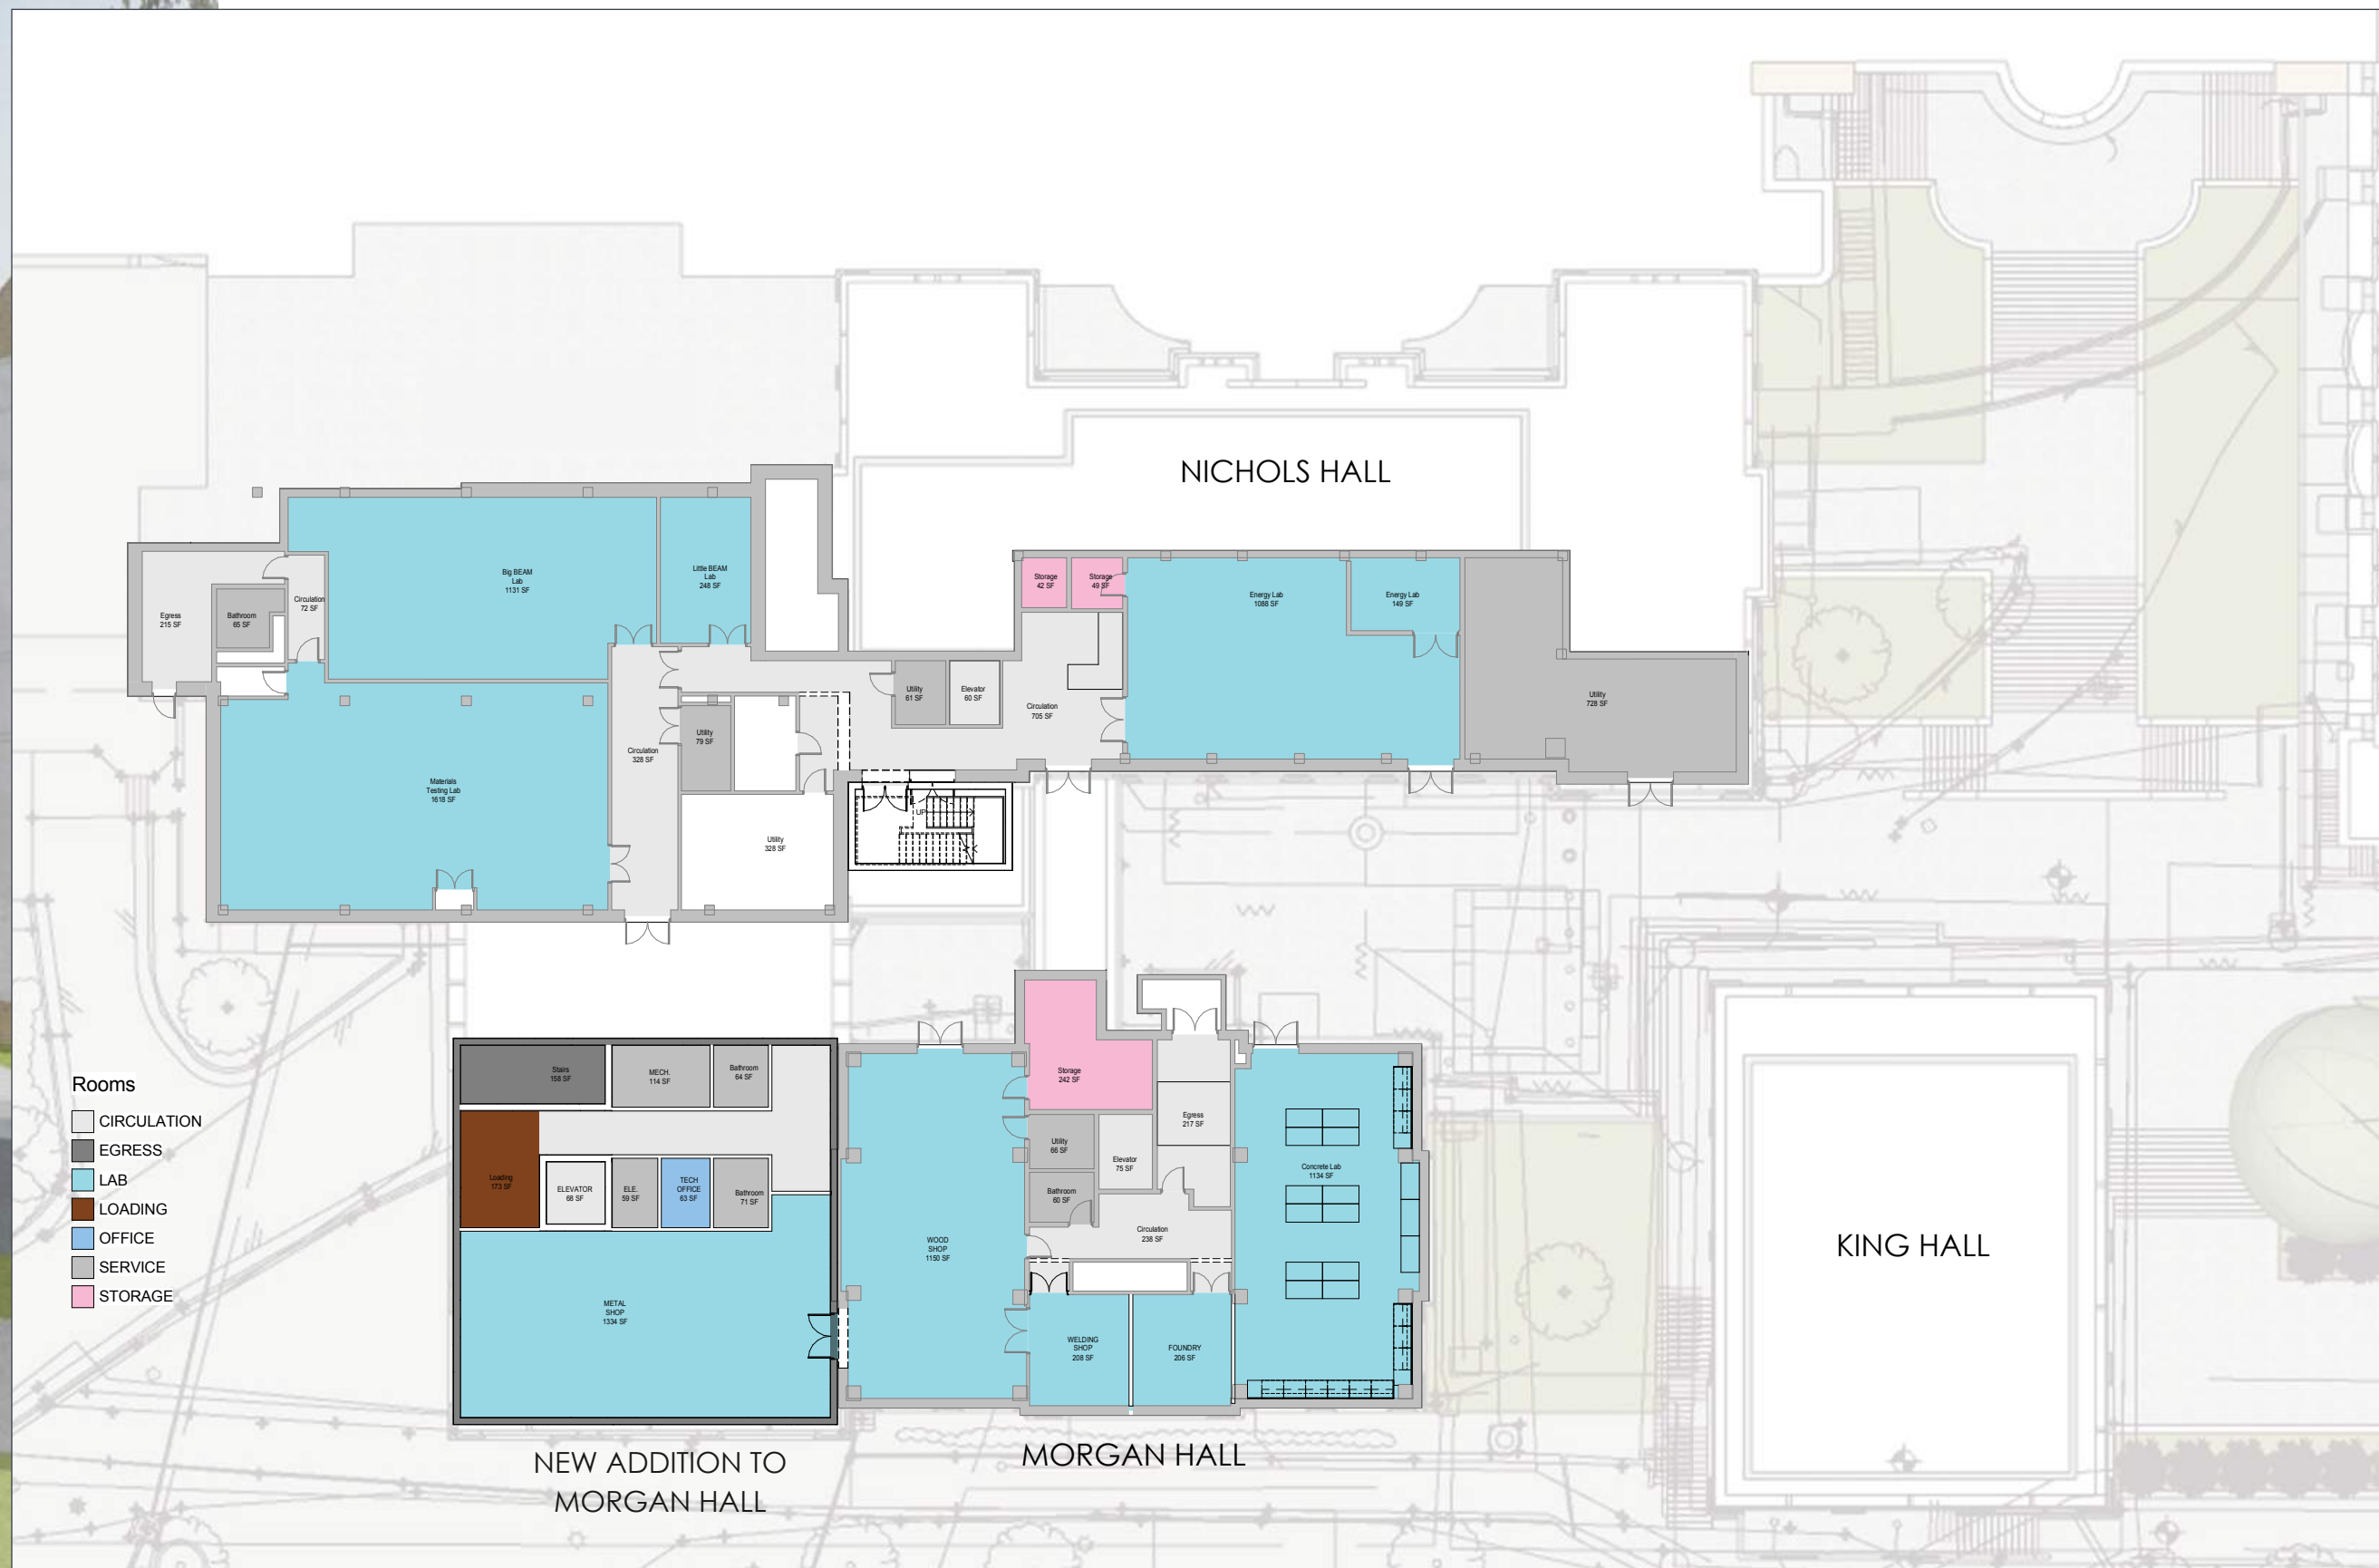 NICHOLS HALL
Big BEAM
Lab
1131 SF
Little BEAM
Lab
248 SF
Storage
42 SF
Storage
49 SF
Energy Lab
1088 SF
Energy Lab
149 SF
Egress
215 SF
Bathroom
65 SF
Circulation
72 SF
Utility
61 SF
Elevator
60 SF
Circulation
705 SF
Utility
728 SF
Utility
79 SF
Circulation
328 SF
Materials
Testing Lab
1618 SF
UP
Utility
328 SF
Rooms
CIRCULATION
EGRESS
LAB
LOADING
OFFICE
SERVICE
STORAGE
Stairs
158 SF
MECH.
114 SF
Bathroom
64 SF
Storage
242 SF
Loading
173 SF
ELEVATOR
68 SF
ELE.
59 SF
TECH
OFFICE
63 SF
Bathroom
71 SF
Utility
66 SF
Elevator
75 SF
Egress
217 SF
Bathroom
60 SF
Circulation
238 SF
Concrete Lab
1134 SF
WOOD
SHOP
1150 SF
METAL
SHOP
1334 SF
WELDING
SHOP
208 SF
FOUNDRY
206 SF
KING HALL
NEW ADDITION TO
MORGAN HALL
MORGAN HALL